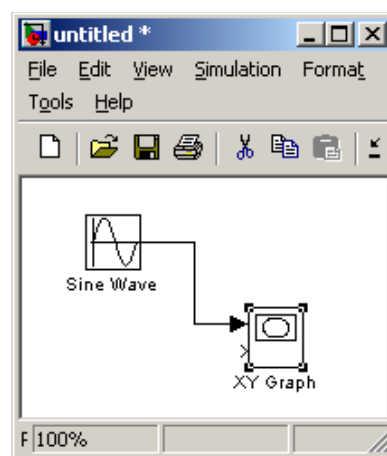 untitled *
File Edit View Simulation Format
Tools Help
Sine Wave
XY Graph
F 100%